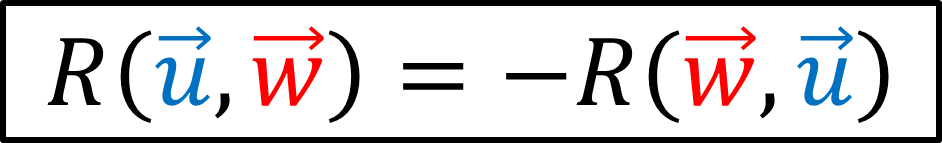 R(u⃗, w⃗) = −R(w⃗, u⃗)